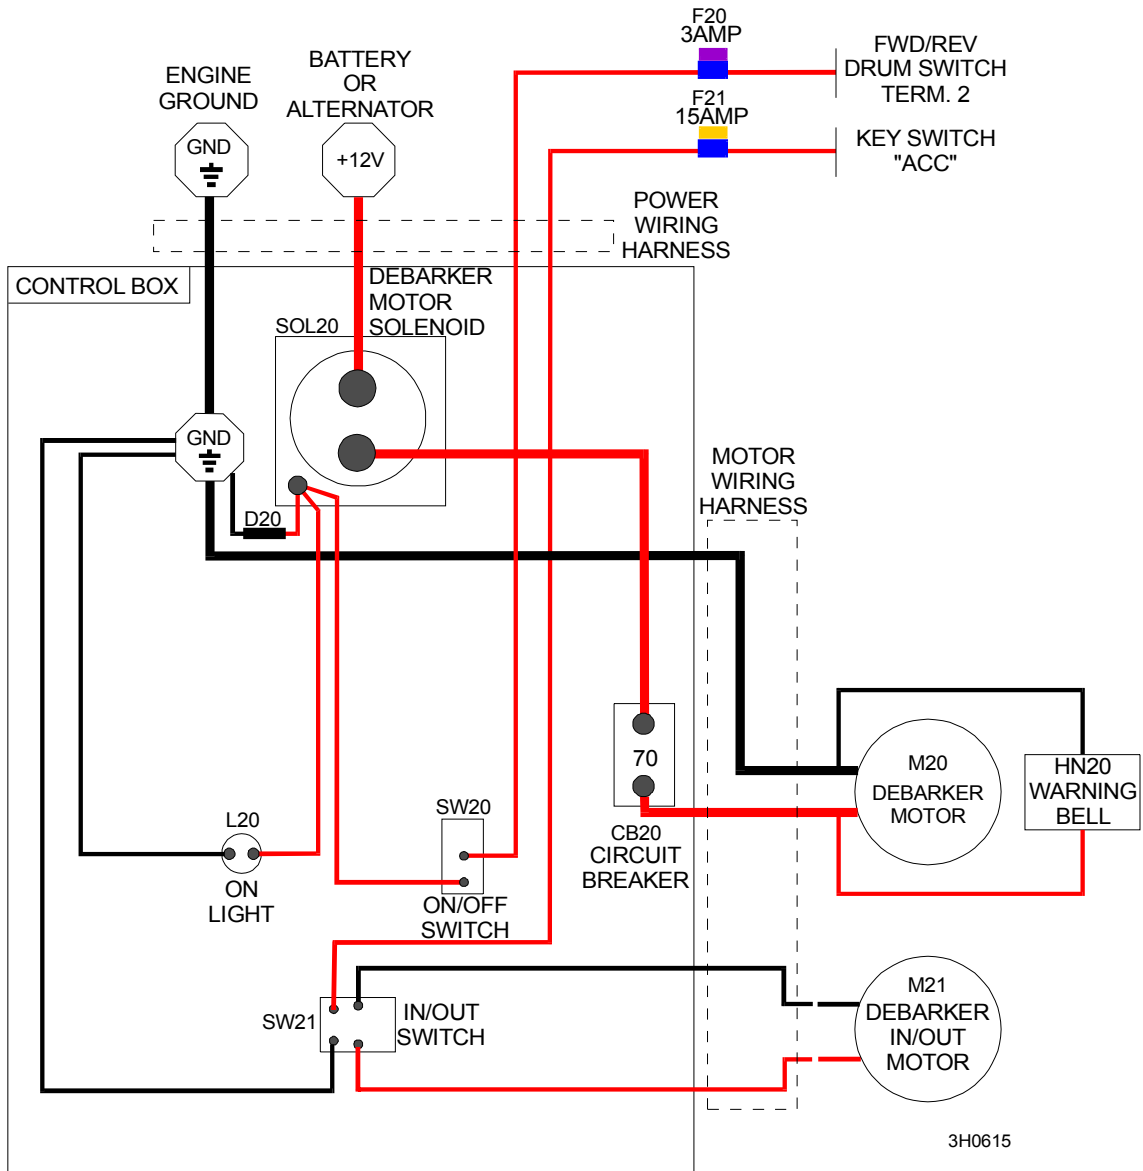 F20
3AMP
FWD/REV
DRUM SWITCH
TERM. 2
BATTERY
OR
ALTERNATOR
ENGINE
GROUND
F21
15AMP
KEY SWITCH
"ACC"
GND
+12V
POWER
WIRING
HARNESS
CONTROL BOX
DEBARKER
MOTOR
SOLENOID
SOL20
GND
MOTOR
WIRING
HARNESS
D20
70
M20
DEBARKER
MOTOR
HN20
WARNING
BELL
L20
ON
LIGHT
SW20
ON/OFF
SWITCH
CB20
CIRCUIT
BREAKER
SW21
IN/OUT
SWITCH
M21
DEBARKER
IN/OUT
MOTOR
3H0615